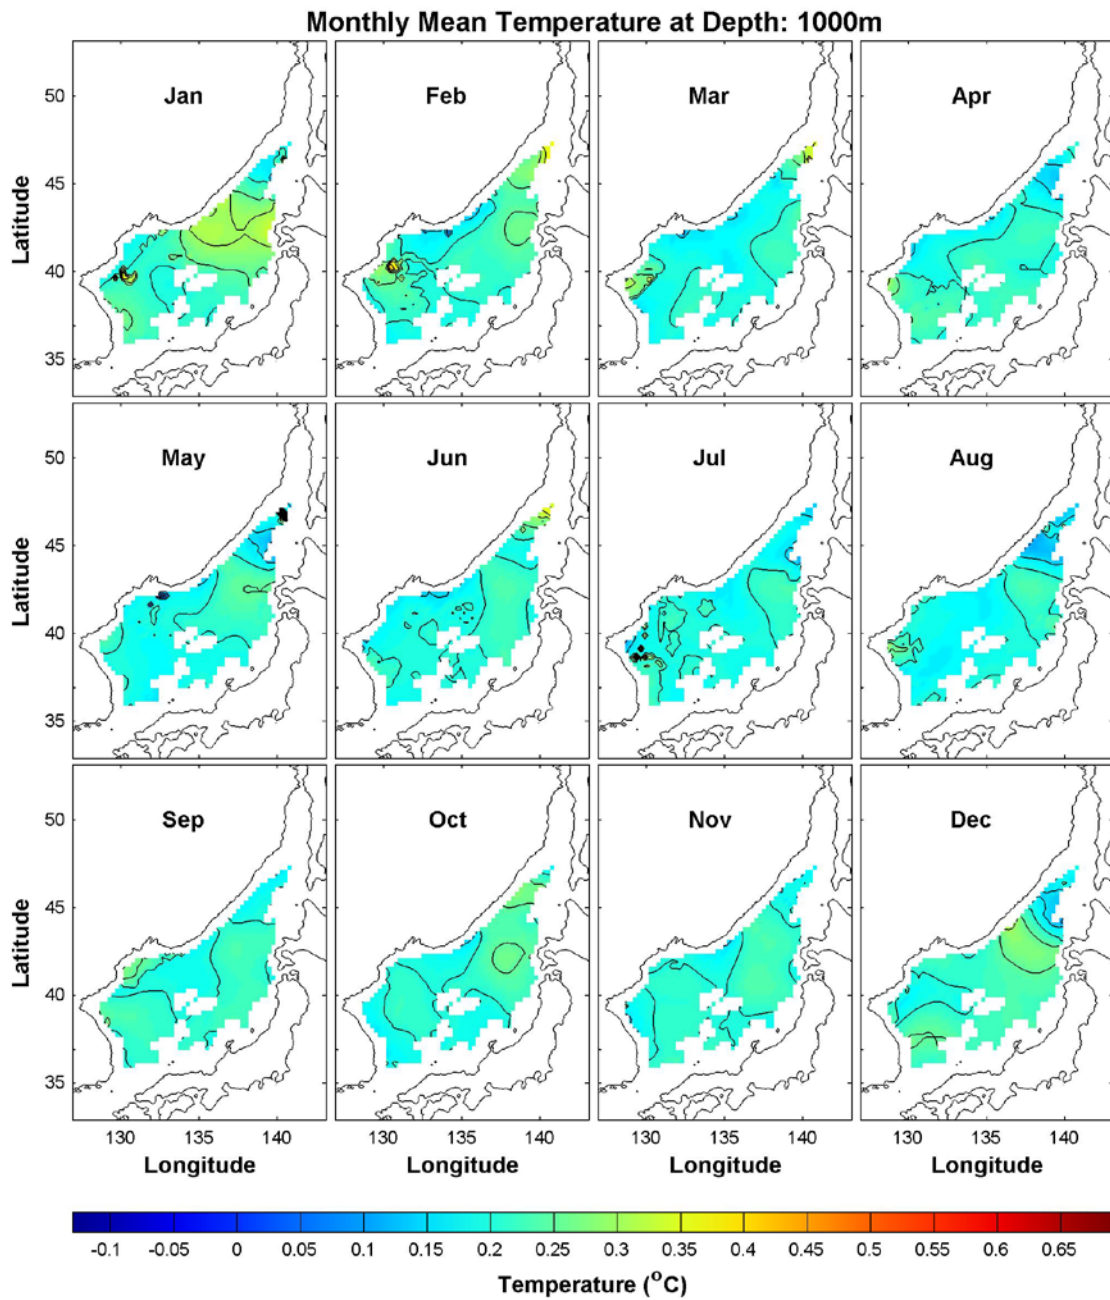 Monthly Mean Temperature at Depth: 1000m
Jan Feb Mar Apr
50
45
40
35
Latitude
May Jun Jul Aug
50
45
40
35
Latitude
Sep Oct Nov Dec
50
45
40
35
Latitude
130 135 140 130 135 140 130 135 140 130 135 140
Longitude Longitude Longitude Longitude
-0.1 -0.05 0 0.05 0.1 0.15 0.2 0.25 0.3 0.35 0.4 0.45 0.5 0.55 0.6 0.65
Temperature (°C)